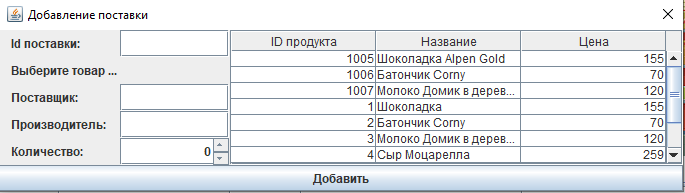 Добавление поставки
Id поставки:
Выберите товар ...
Поставщик:
Производитель:
Количество: 0
ID продукта Название Цена
1005 Шоколадка Alpen Gold 155
1006 Батончик Corny 70
1007 Молоко Домик в дерев... 120
1 Шоколадка 155
2 Батончик Corny 70
3 Молоко Домик в дерев... 120
4 Сыр Моцарелла 259
Добавить